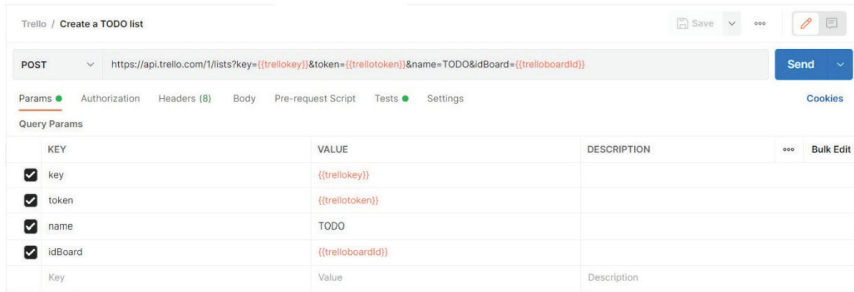 Trello / Create a TODO list
Save
POST https://api.trello.com/1/lists?key={{trellokey}}&token={{trellotoken}}&name=TODO&idBoard={{trelloboardId}} Send
Params Authorization Headers (8) Body Pre-request Script Tests Settings Cookies
Query Params
KEY VALUE DESCRIPTION ooo Bulk Edit
key {{trellokey}}
token {{trellotoken}}
name TODO
idBoard {{trelloboardId}}
Key Value Description